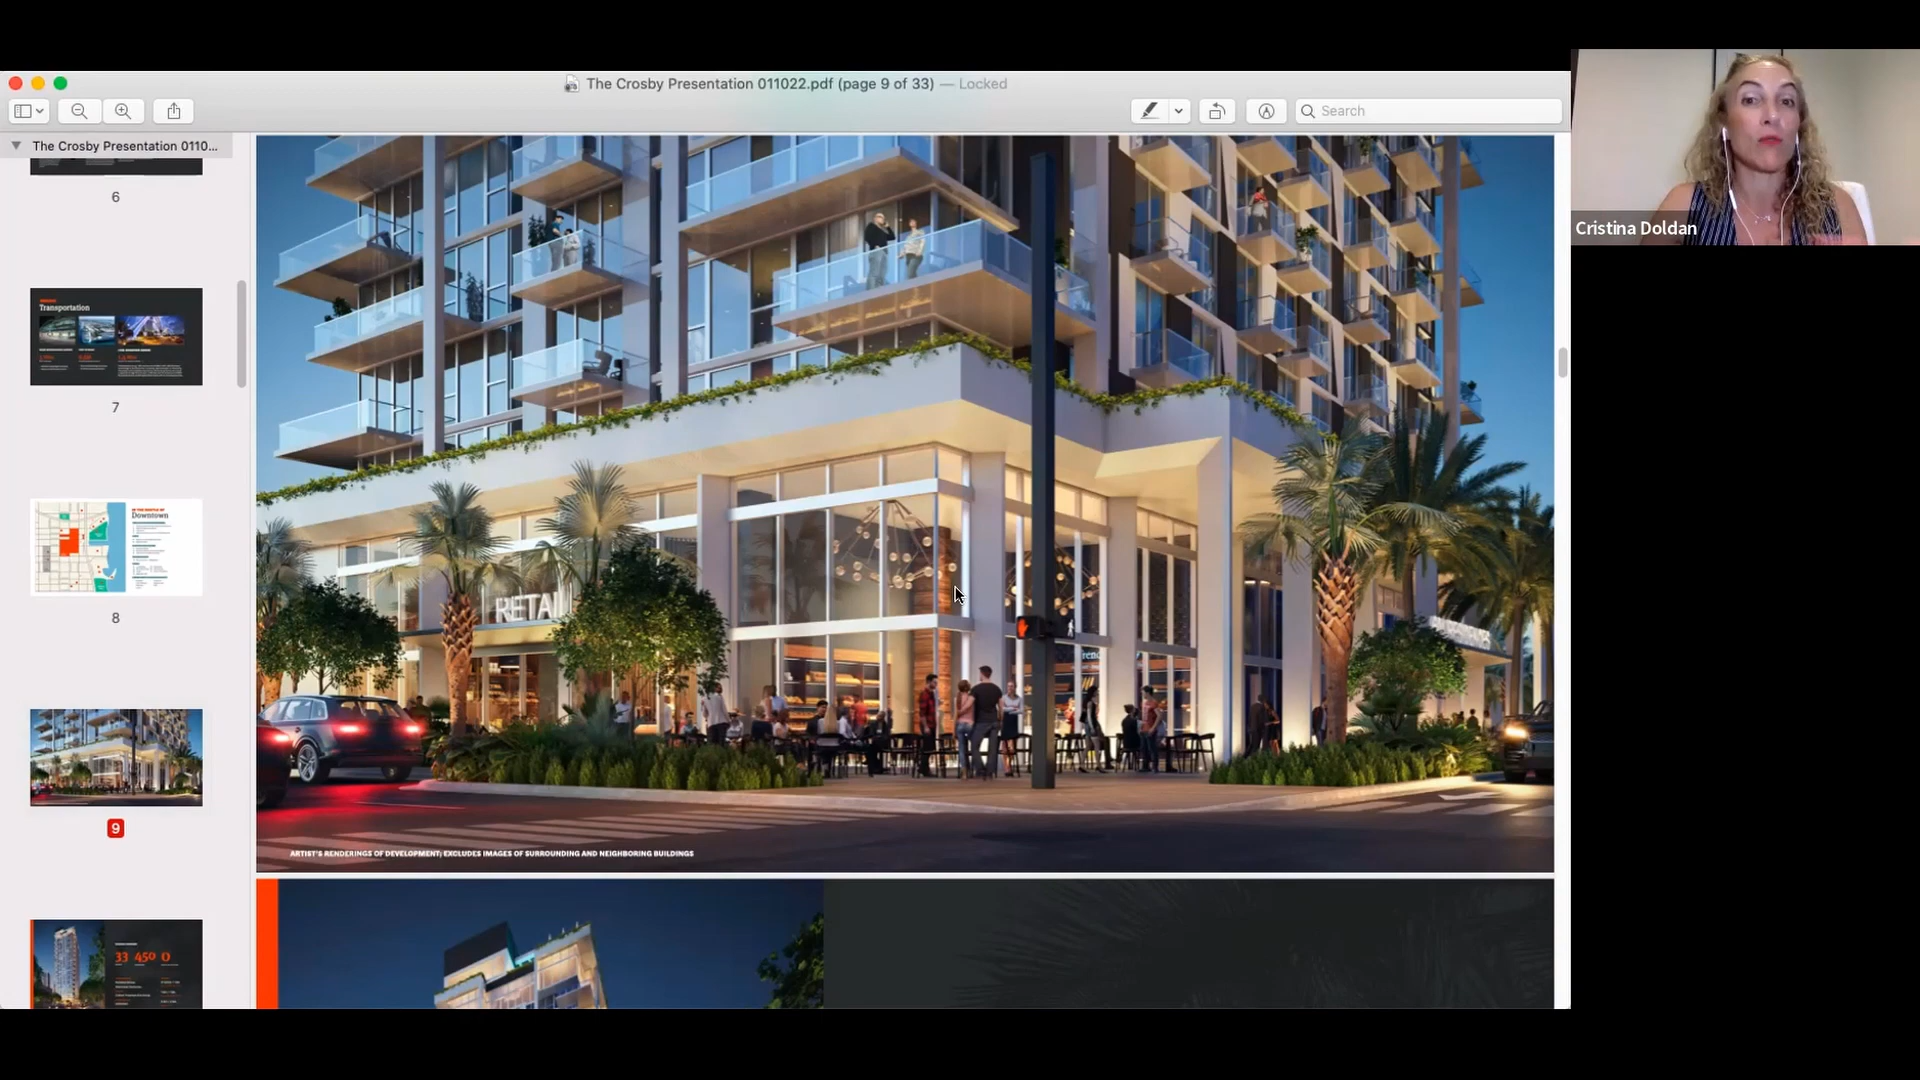 The Crosby Presentation 011022.pdf (page 9 of 33) — Locked
Search
The Crosby Presentation 0110...
6
Transportation
7
Downtown
8
9
33 450 0
RETAIL
ARTIST'S RENDERINGS OF DEVELOPMENT; EXCLUDES IMAGES OF SURROUNDING AND NEIGHBORING BUILDINGS
Cristina Doldan